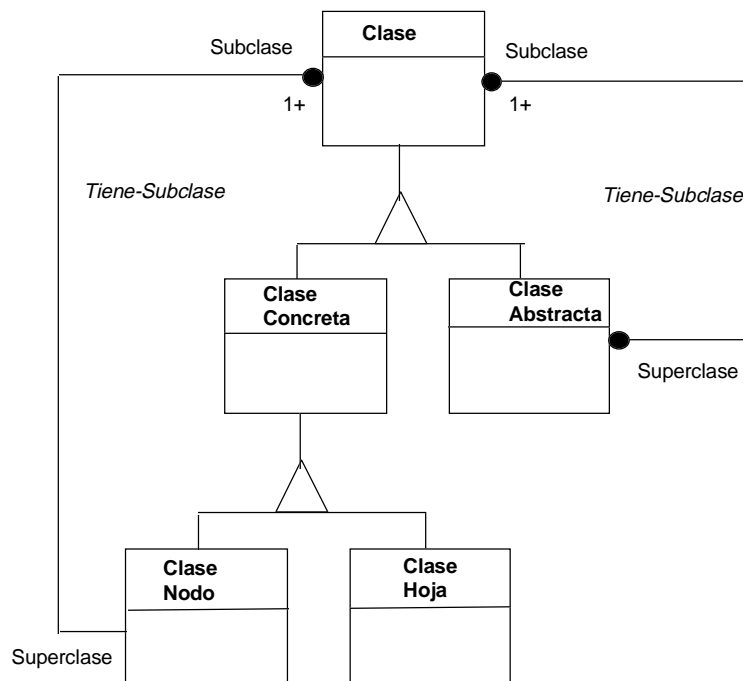 Clase
Subclase
Subclase
1+
1+
Tiene-Subclase
Tiene-Subclase
Clase
Concreta
Clase
Abstracta
Superclase
Clase
Nodo
Clase
Hoja
Superclase